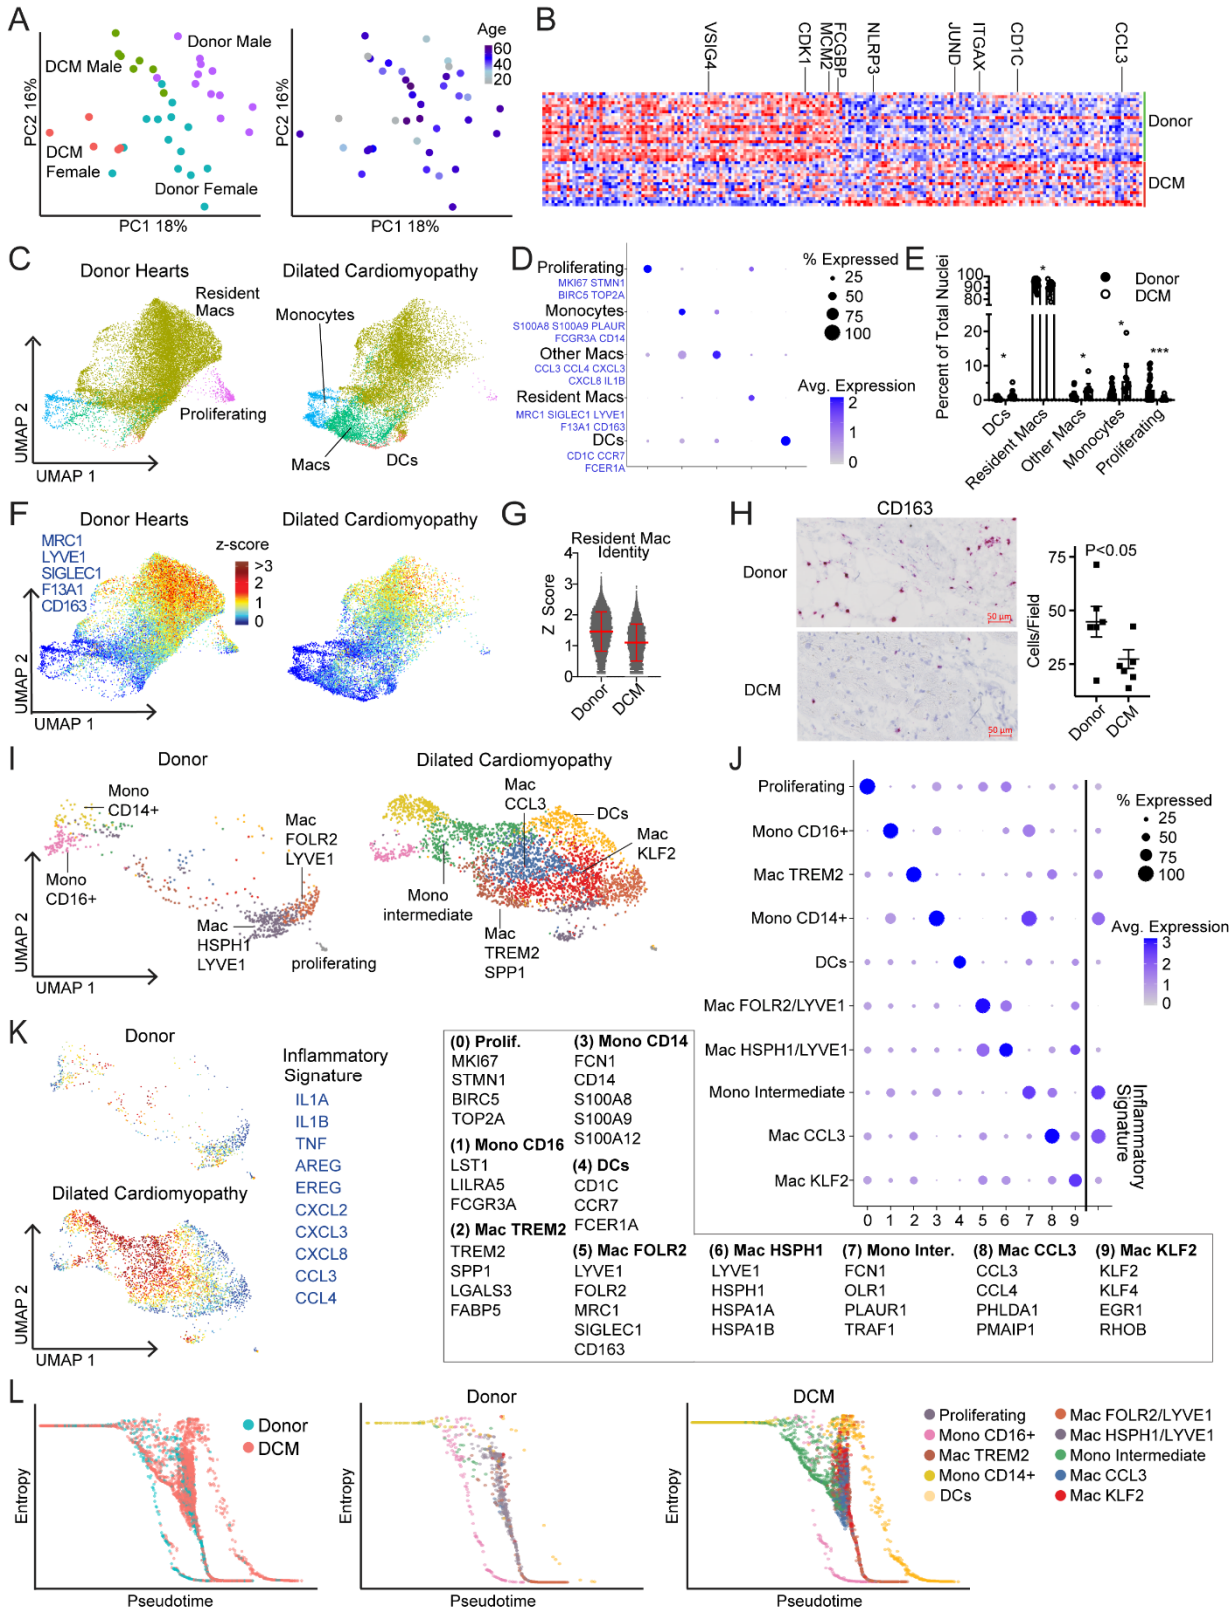 A
DCM Male
Donor Male
DCM
Female
Donor Female
PC2 16%
PC1 18%
Age
60
40
20
PC2 16%
PC1 18%
B
VSIG4
CDK1
MCM2
FCGBP
NLRP3
JUND
ITGAX
CD1C
CCL3
Donor
DCM
C
Donor Hearts
Resident
Macs
Proliferating
UMAP 2
UMAP 1
Dilated Cardiomyopathy
Monocytes
Macs
DCs
D
Proliferating
MKI67 STMN1
BIRC5 TOP2A
Monocytes
S100A8 S100A9 PLAUR
FCGR3A CD14
Other Macs
CCL3 CCL4 CXCL3
CXCL8 IL1B
Resident Macs
MRC1 SIGLEC1 LYVE1
F13A1 CD163
DCs
CD1C CCR7
FCER1A
% Expressed
25
50
75
100
Avg. Expression
2
1
0
E
Percent of Total Nuclei
100
90
80
20
10
0
Donor
DCM
*
*
*
*
***
DCs
Resident Macs
Other Macs
Monocytes
Proliferating
F
Donor Hearts
MRC1
LYVE1
SIGLEC1
F13A1
CD163
z-score
>3
2
1
0
UMAP 2
UMAP 1
Dilated Cardiomyopathy
G
Resident Mac
Identity
Z Score
4
3
2
1
0
Donor
DCM
H
CD163
Donor
50 µm
DCM
50 µm
Cells/Field
75
50
25
P<0.05
Donor
DCM
I
Donor
Mono
CD14+
Mono
CD16+
Mac
FOLR2
LYVE1
Mac
HSPH1
LYVE1
proliferating
UMAP 2
UMAP 1
Dilated Cardiomyopathy
Mac
CCL3
DCs
Mac
KLF2
Mono
intermediate
Mac
TREM2
SPP1
J
Proliferating
Mono CD16+
Mac TREM2
Mono CD14+
DCs
Mac FOLR2/LYVE1
Mac HSPH1/LYVE1
Mono Intermediate
Mac CCL3
Mac KLF2
0 1 2 3 4 5 6 7 8 9
Inflammatory
Signature
% Expressed
25
50
75
100
Avg. Expression
3
2
1
0
K
Donor
Dilated Cardiomyopathy
UMAP 2
UMAP 1
Inflammatory
Signature
IL1A
IL1B
TNF
AREG
EREG
CXCL2
CXCL3
CXCL8
CCL3
CCL4
(0) Prolif.
MKI67
STMN1
BIRC5
TOP2A
(1) Mono CD16
LST1
LILRA5
FCGR3A
(2) Mac TREM2
TREM2
SPP1
LGALS3
FABP5
(3) Mono CD14
FCN1
CD14
S100A8
S100A9
S100A12
(4) DCs
CD1C
CCR7
FCER1A
(5) Mac FOLR2
LYVE1
FOLR2
MRC1
SIGLEC1
CD163
(6) Mac HSPH1
LYVE1
HSPH1
HSPA1A
HSPA1B
(7) Mono Inter.
FCN1
OLR1
PLAUR1
TRAF1
(8) Mac CCL3
CCL3
CCL4
PHLDA1
PMAIP1
(9) Mac KLF2
KLF2
KLF4
EGR1
RHOB
L
Donor
DCM
Entropy
Pseudotime
Donor
Entropy
Pseudotime
DCM
Entropy
Pseudotime
Proliferating
Mono CD16+
Mac TREM2
Mono CD14+
DCs
Mac FOLR2/LYVE1
Mac HSPH1/LYVE1
Mono Intermediate
Mac CCL3
Mac KLF2